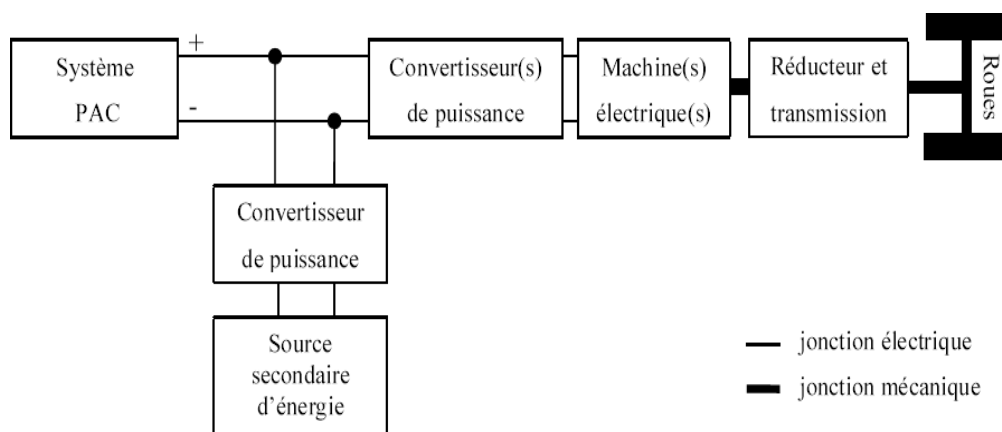 Système
PAC
+
-
Convertisseur(s)
de puissance
Machine(s)
électrique(s)
Réducteur et
transmission
Roues
Convertisseur
de puissance
Source
secondaire
d'énergie
jonction électrique
jonction mécanique